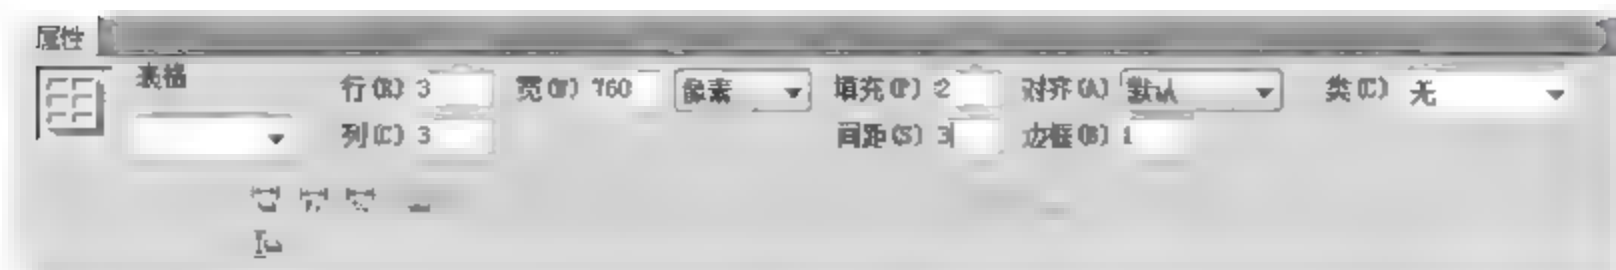 属性
表格 行(R) 3 宽(W) 760 像素 填充(P) 2 对齐(A) 默认 类(C) 无
列(C) 3 间距(S) 3 边框(B) 1